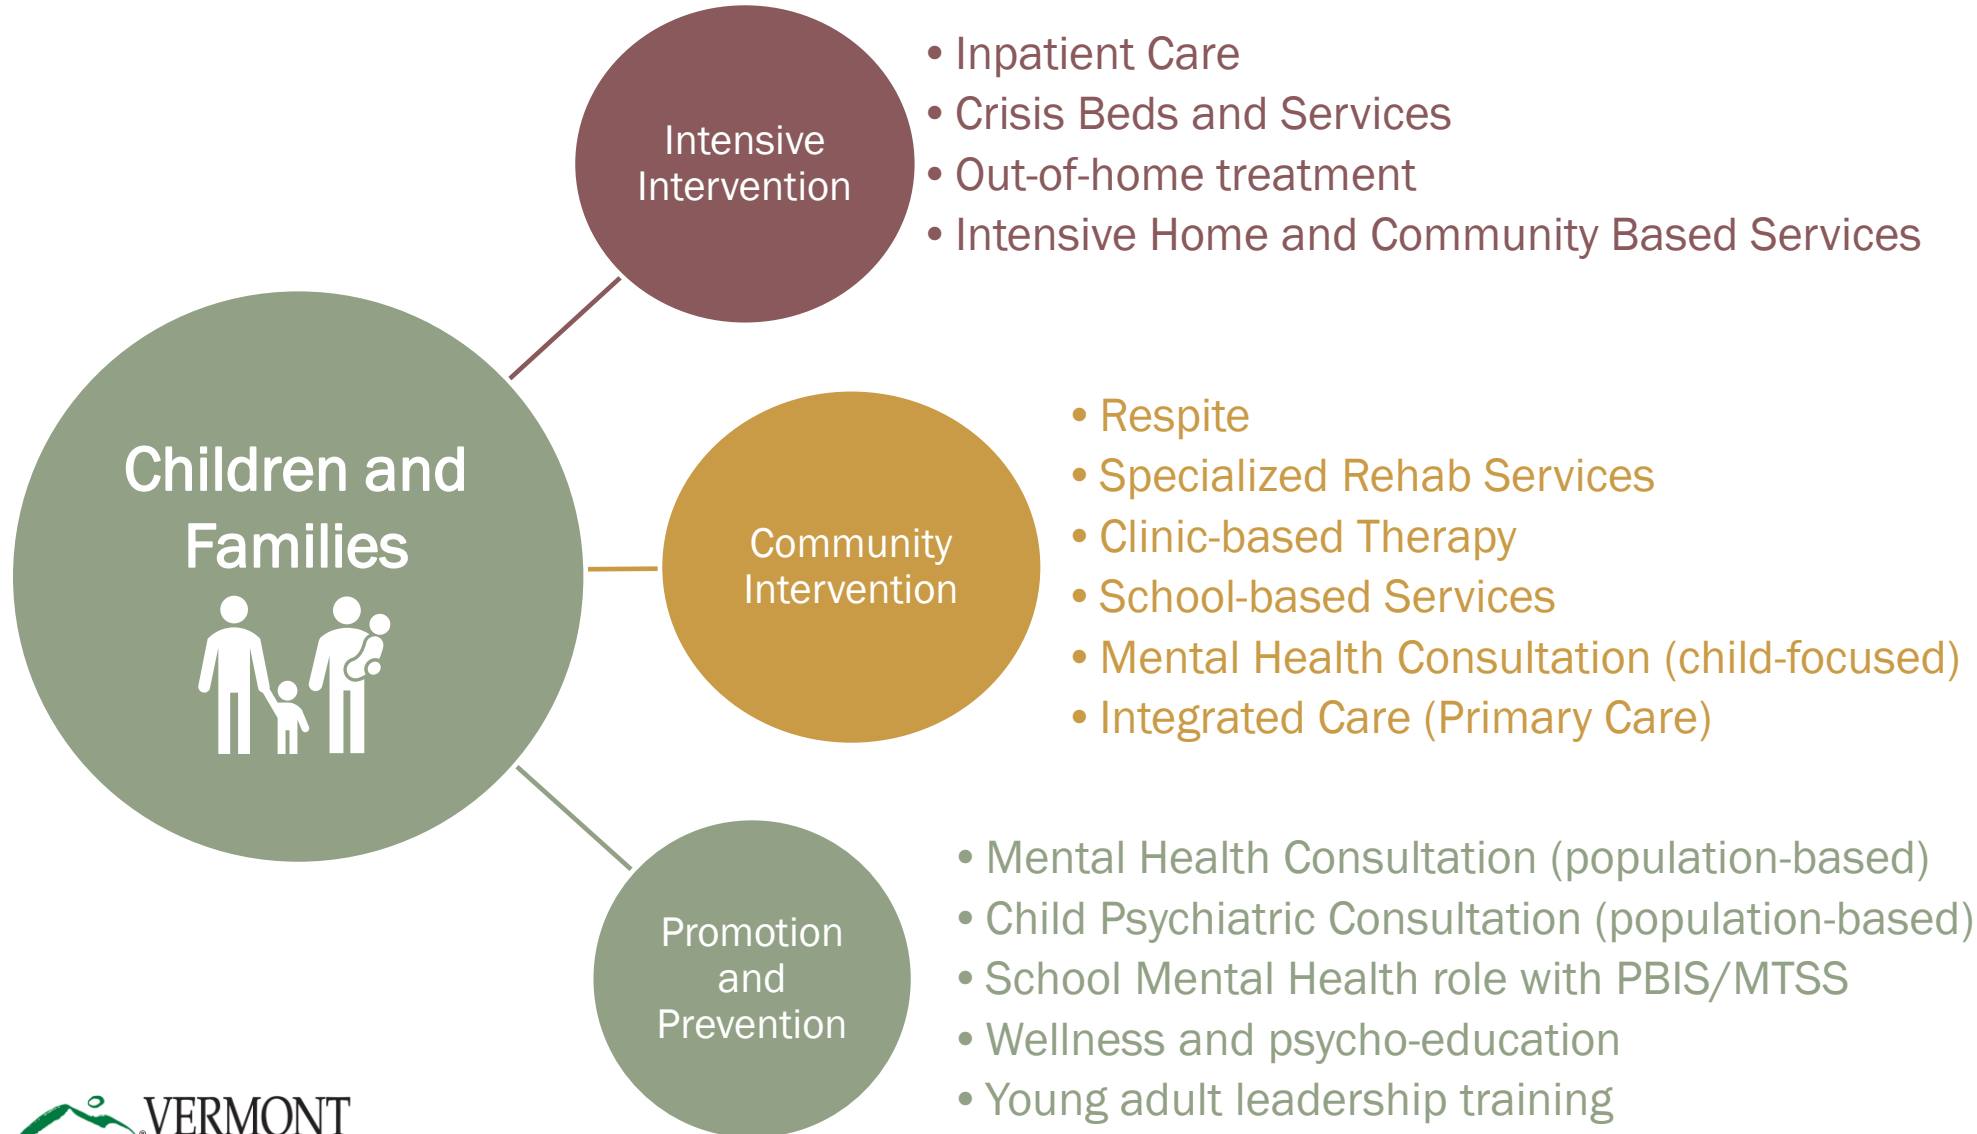 Intensive
Intervention
• Inpatient Care
• Crisis Beds and Services
• Out-of-home treatment
• Intensive Home and Community Based Services
Children and
Families
Community
Intervention
• Respite
• Specialized Rehab Services
• Clinic-based Therapy
• School-based Services
• Mental Health Consultation (child-focused)
• Integrated Care (Primary Care)
Promotion
and
Prevention
• Mental Health Consultation (population-based)
• Child Psychiatric Consultation (population-based)
• School Mental Health role with PBIS/MTSS
• Wellness and psycho-education
• Young adult leadership training
VERMONT